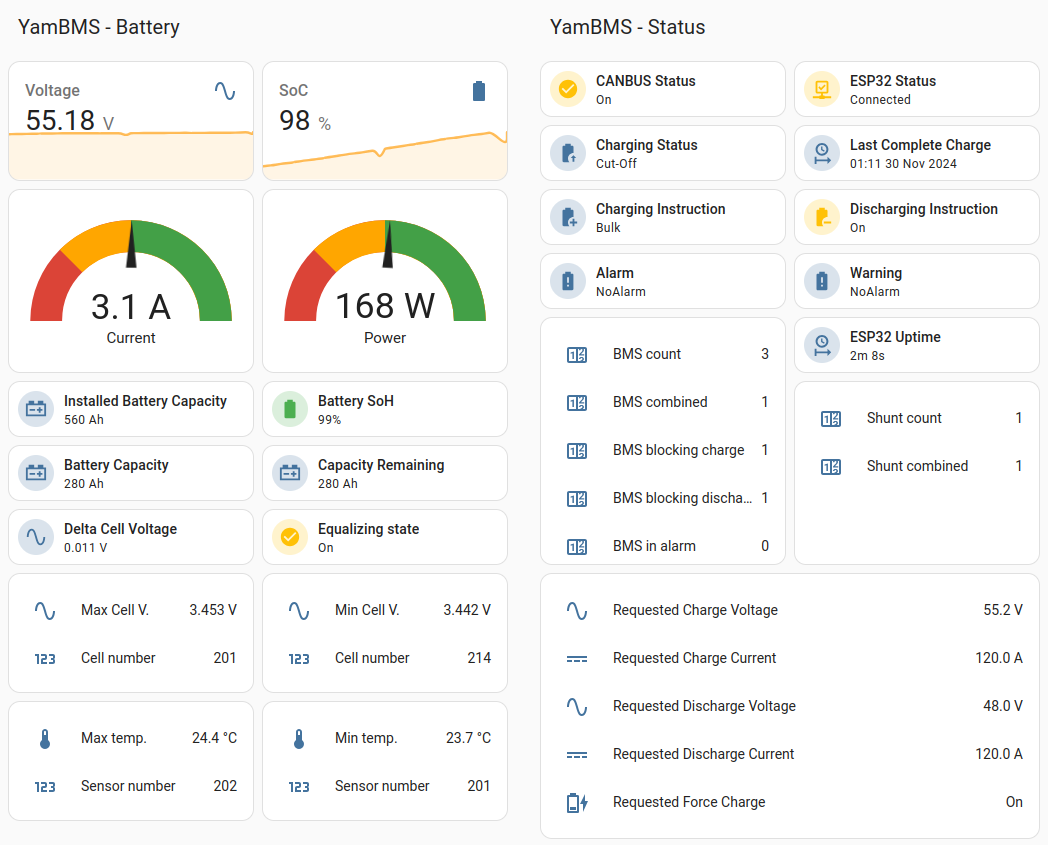 YamBMS - Battery
Voltage
55.18 V
SoC
98 %
3.1 A
Current
168 W
Power
Installed Battery Capacity
560 Ah
Battery SoH
99%
Battery Capacity
280 Ah
Capacity Remaining
280 Ah
Delta Cell Voltage
0.011 V
Equalizing state
On
Max Cell V. 3.453 V
123 Cell number 201
Min Cell V. 3.442 V
123 Cell number 214
Max temp. 24.4 °C
123 Sensor number 202
Min temp. 23.7 °C
123 Sensor number 201
YamBMS - Status
CANBUS Status
On
ESP32 Status
Connected
Charging Status
Cut-Off
Last Complete Charge
01:11 30 Nov 2024
Charging Instruction
Bulk
Discharging Instruction
On
Alarm
NoAlarm
Warning
NoAlarm
BMS count 3
BMS combined 1
BMS blocking charge 1
BMS blocking discha... 1
BMS in alarm 0
ESP32 Uptime
2m 8s
Shunt count 1
Shunt combined 1
Requested Charge Voltage 55.2 V
Requested Charge Current 120.0 A
Requested Discharge Voltage 48.0 V
Requested Discharge Current 120.0 A
Requested Force Charge On